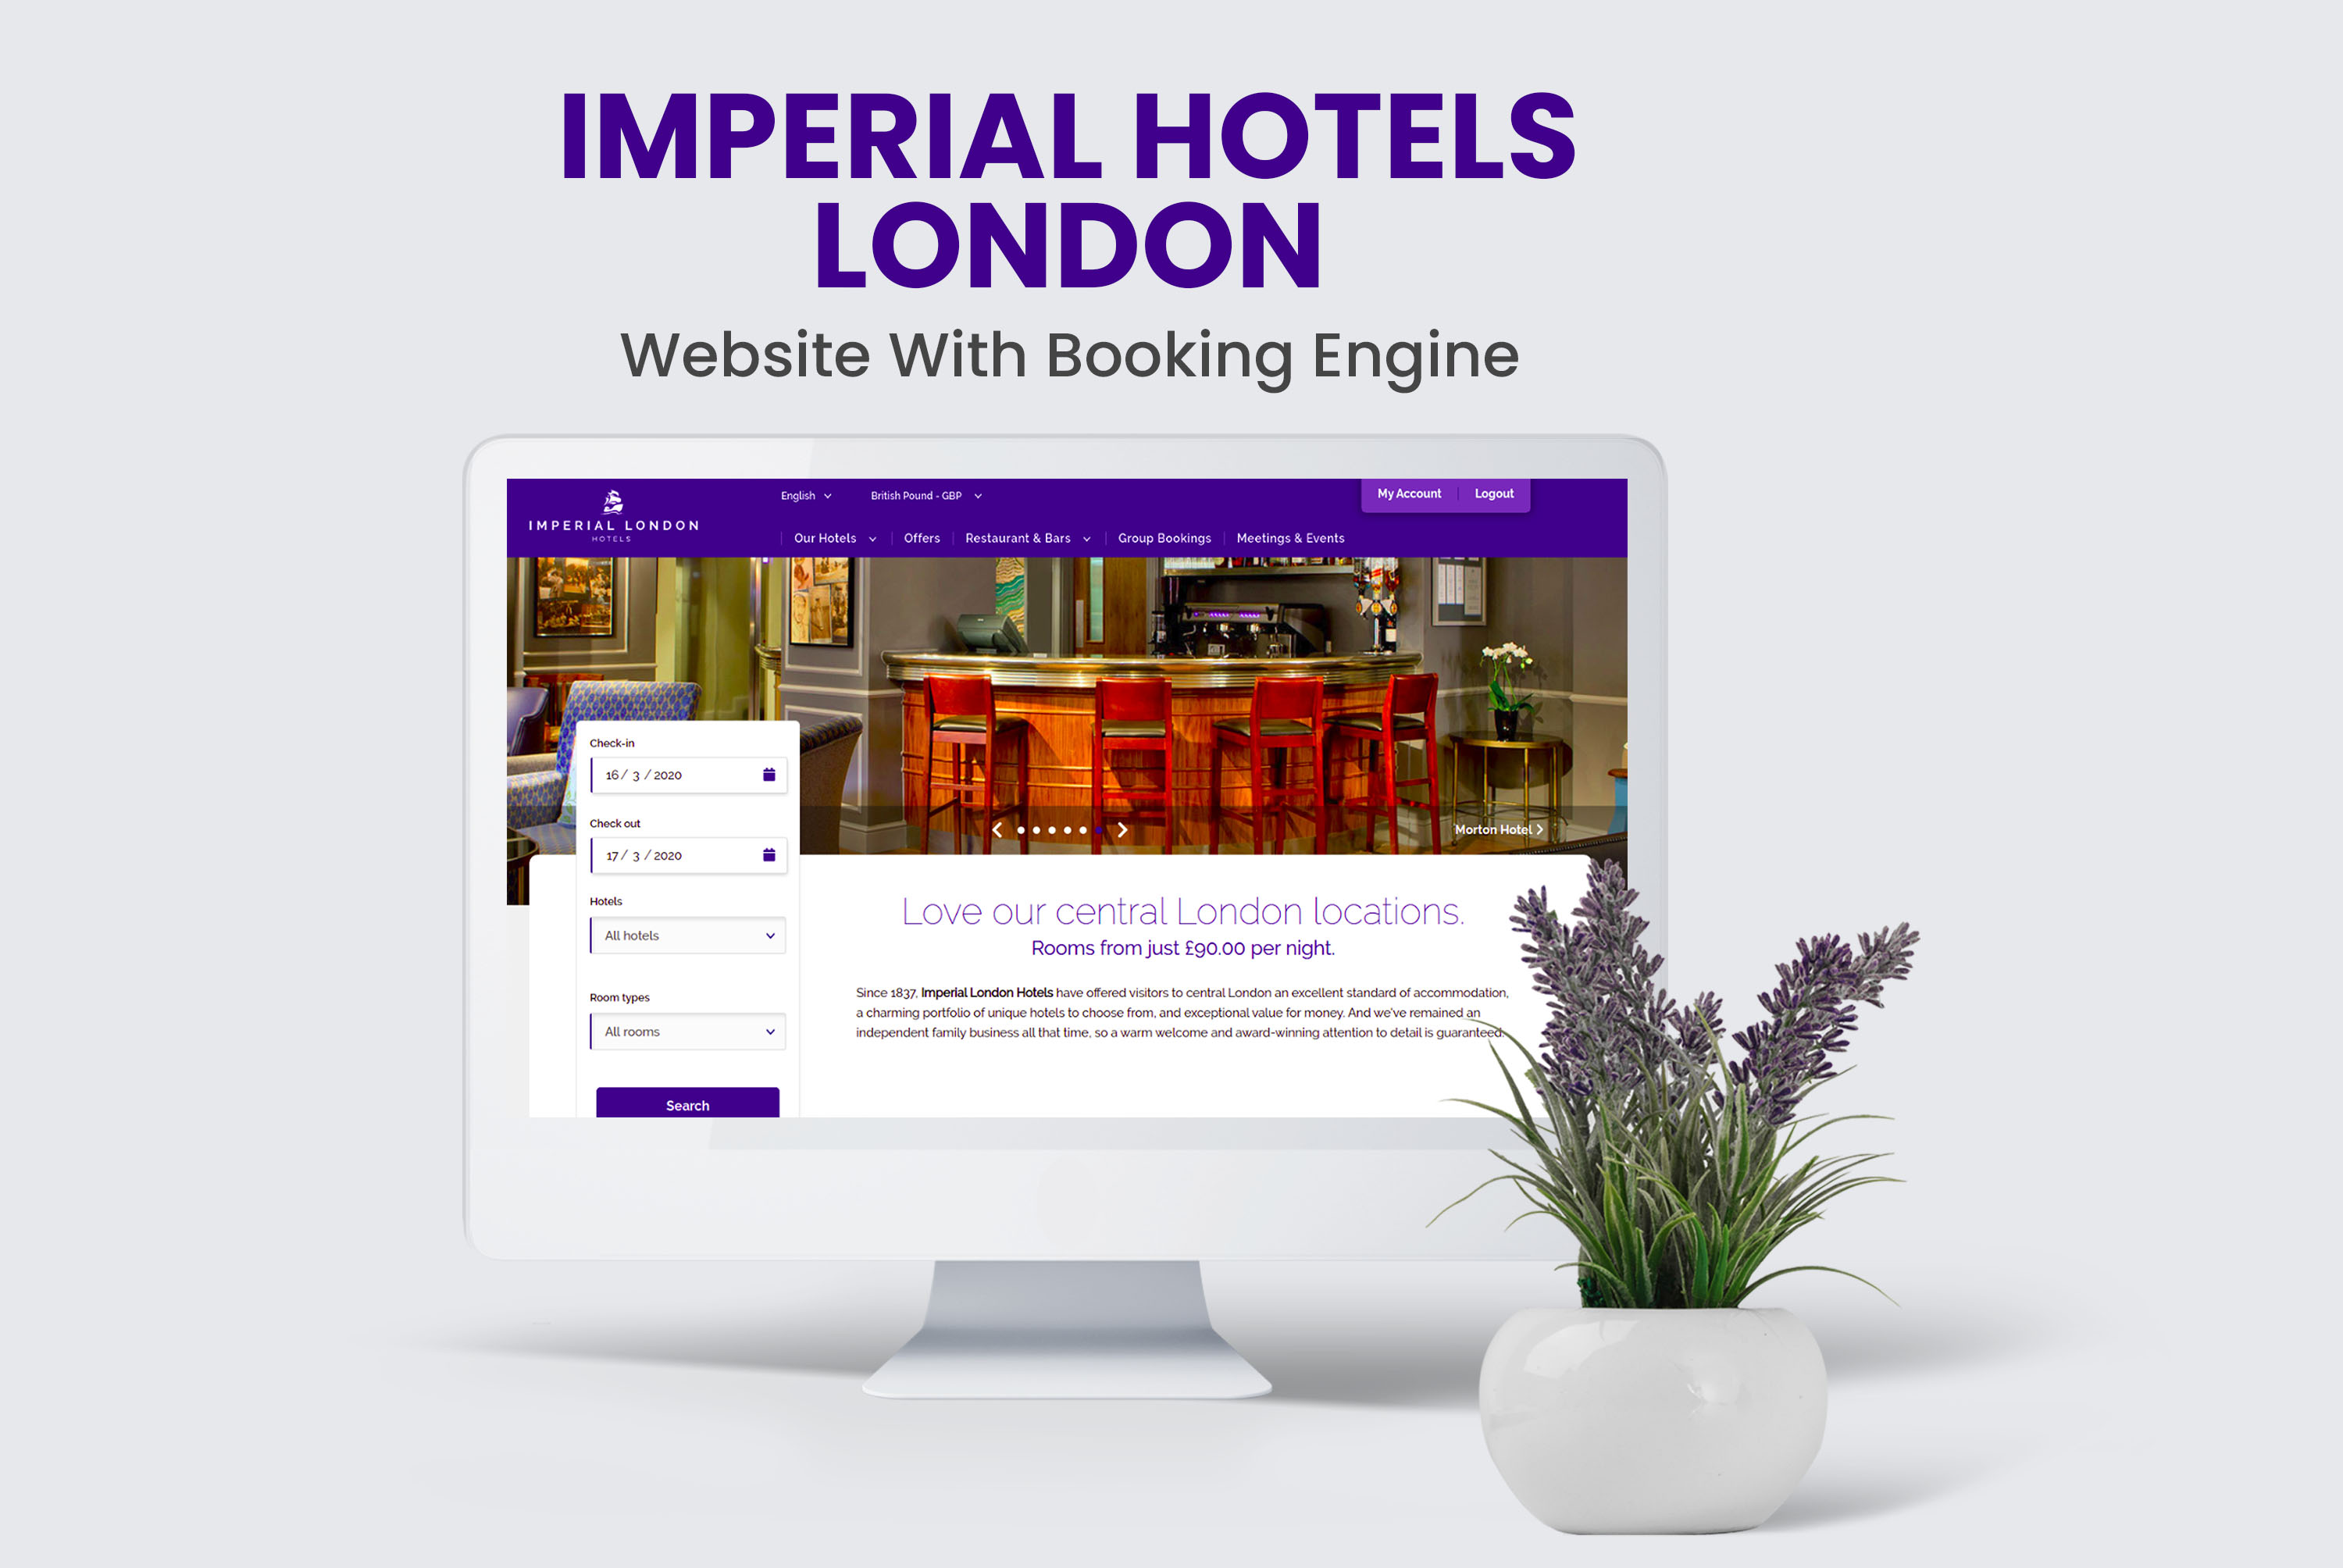 IMPERIAL HOTELS
LONDON
Website With Booking Engine
English
British Pound - GBP
My Account
Logout
IMPERIAL LONDON
HOTELS
Our Hotels
Offers
Restaurant & Bars
Group Bookings
Meetings & Events
Check-in
16 / 3 / 2020
Check out
17 / 3 / 2020
Hotels
All hotels
Room types
All rooms
Search
Morton Hotel
Love our central London locations.
Rooms from just £90.00 per night.
Since 1837, Imperial London Hotels have offered visitors to central London an excellent standard of accommodation,
a charming portfolio of unique hotels to choose from, and exceptional value for money. And we've remained an
independent family business all that time, so a warm welcome and award-winning attention to detail is guaranteed.